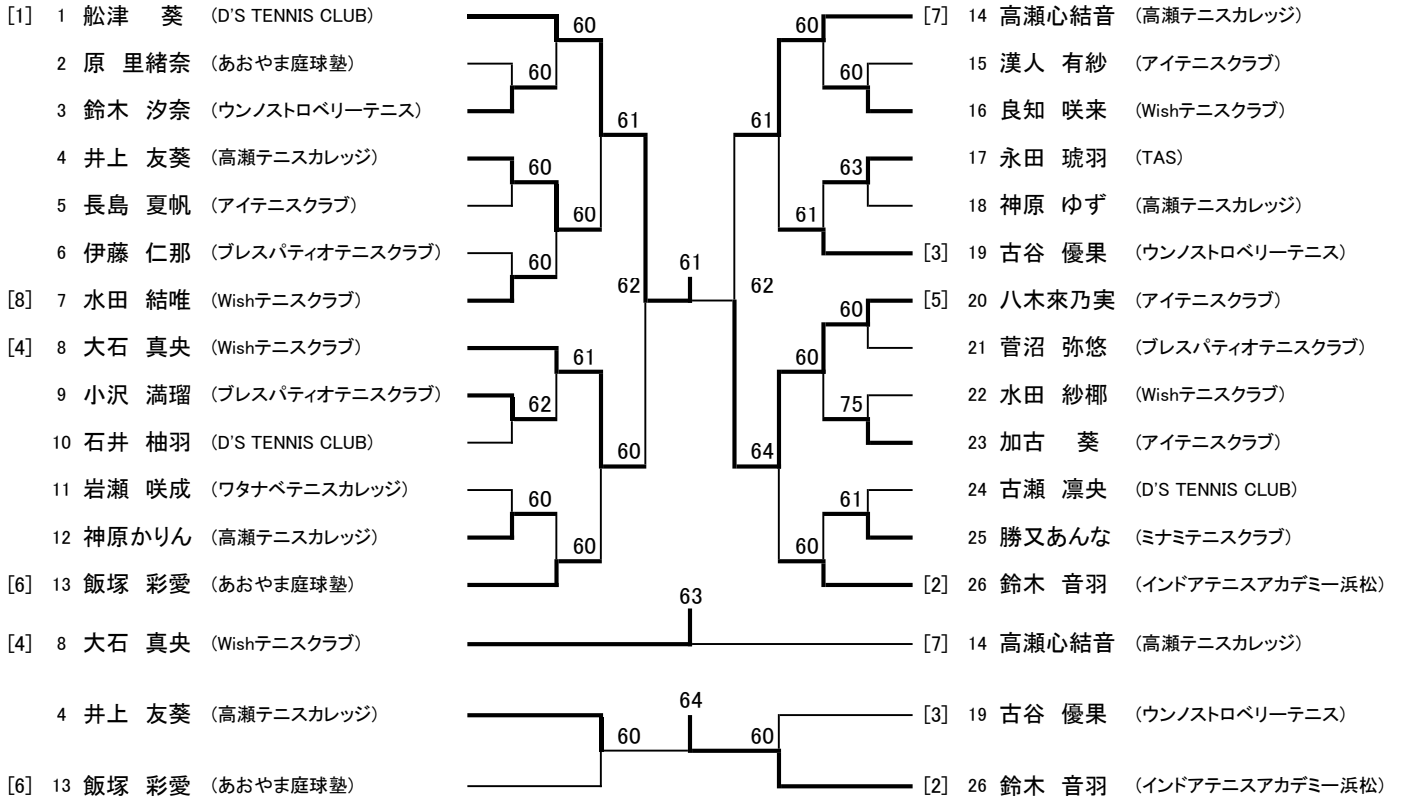 [1] 1 舩津 葵 (D'S TENNIS CLUB)
2 原 里緒奈 (あおやま庭球塾)
3 鈴木 汐奈 (ウンノストロベリーテニス)
4 井上 友葵 (高瀬テニスカレッジ)
5 長島 夏帆 (アイテニスクラブ)
6 伊藤 仁那 (ブレスパティオテニスクラブ)
[8] 7 水田 結唯 (Wishテニスクラブ)
[4] 8 大石 真央 (Wishテニスクラブ)
9 小沢 満瑠 (ブレスパティオテニスクラブ)
10 石井 柚羽 (D'S TENNIS CLUB)
11 岩瀬 咲成 (ワタナベテニスカレッジ)
12 神原かりん (高瀬テニスカレッジ)
[6] 13 飯塚 彩愛 (あおやま庭球塾)
60
60
61
60
60
60
62
61
62
60
60
60
61
60
60
61
63
61
62
60
60
75
64
61
60
[7] 14 高瀬心結音 (高瀬テニスカレッジ)
15 漢人 有紗 (アイテニスクラブ)
16 良知 咲来 (Wishテニスクラブ)
17 永田 琥羽 (TAS)
18 神原 ゆず (高瀬テニスカレッジ)
[3] 19 古谷 優果 (ウンノストロベリーテニス)
[5] 20 八木來乃実 (アイテニスクラブ)
21 菅沼 弥悠 (ブレスパティオテニスクラブ)
22 水田 紗椰 (Wishテニスクラブ)
23 加古 葵 (アイテニスクラブ)
24 古瀬 凛央 (D'S TENNIS CLUB)
25 勝又あんな (ミナミテニスクラブ)
[2] 26 鈴木 音羽 (インドアテニスアカデミー浜松)
63
[4] 8 大石 真央 (Wishテニスクラブ) [7] 14 高瀬心結音 (高瀬テニスカレッジ)
64
4 井上 友葵 (高瀬テニスカレッジ) [3] 19 古谷 優果 (ウンノストロベリーテニス)
60 60
[6] 13 飯塚 彩愛 (あおやま庭球塾) [2] 26 鈴木 音羽 (インドアテニスアカデミー浜松)